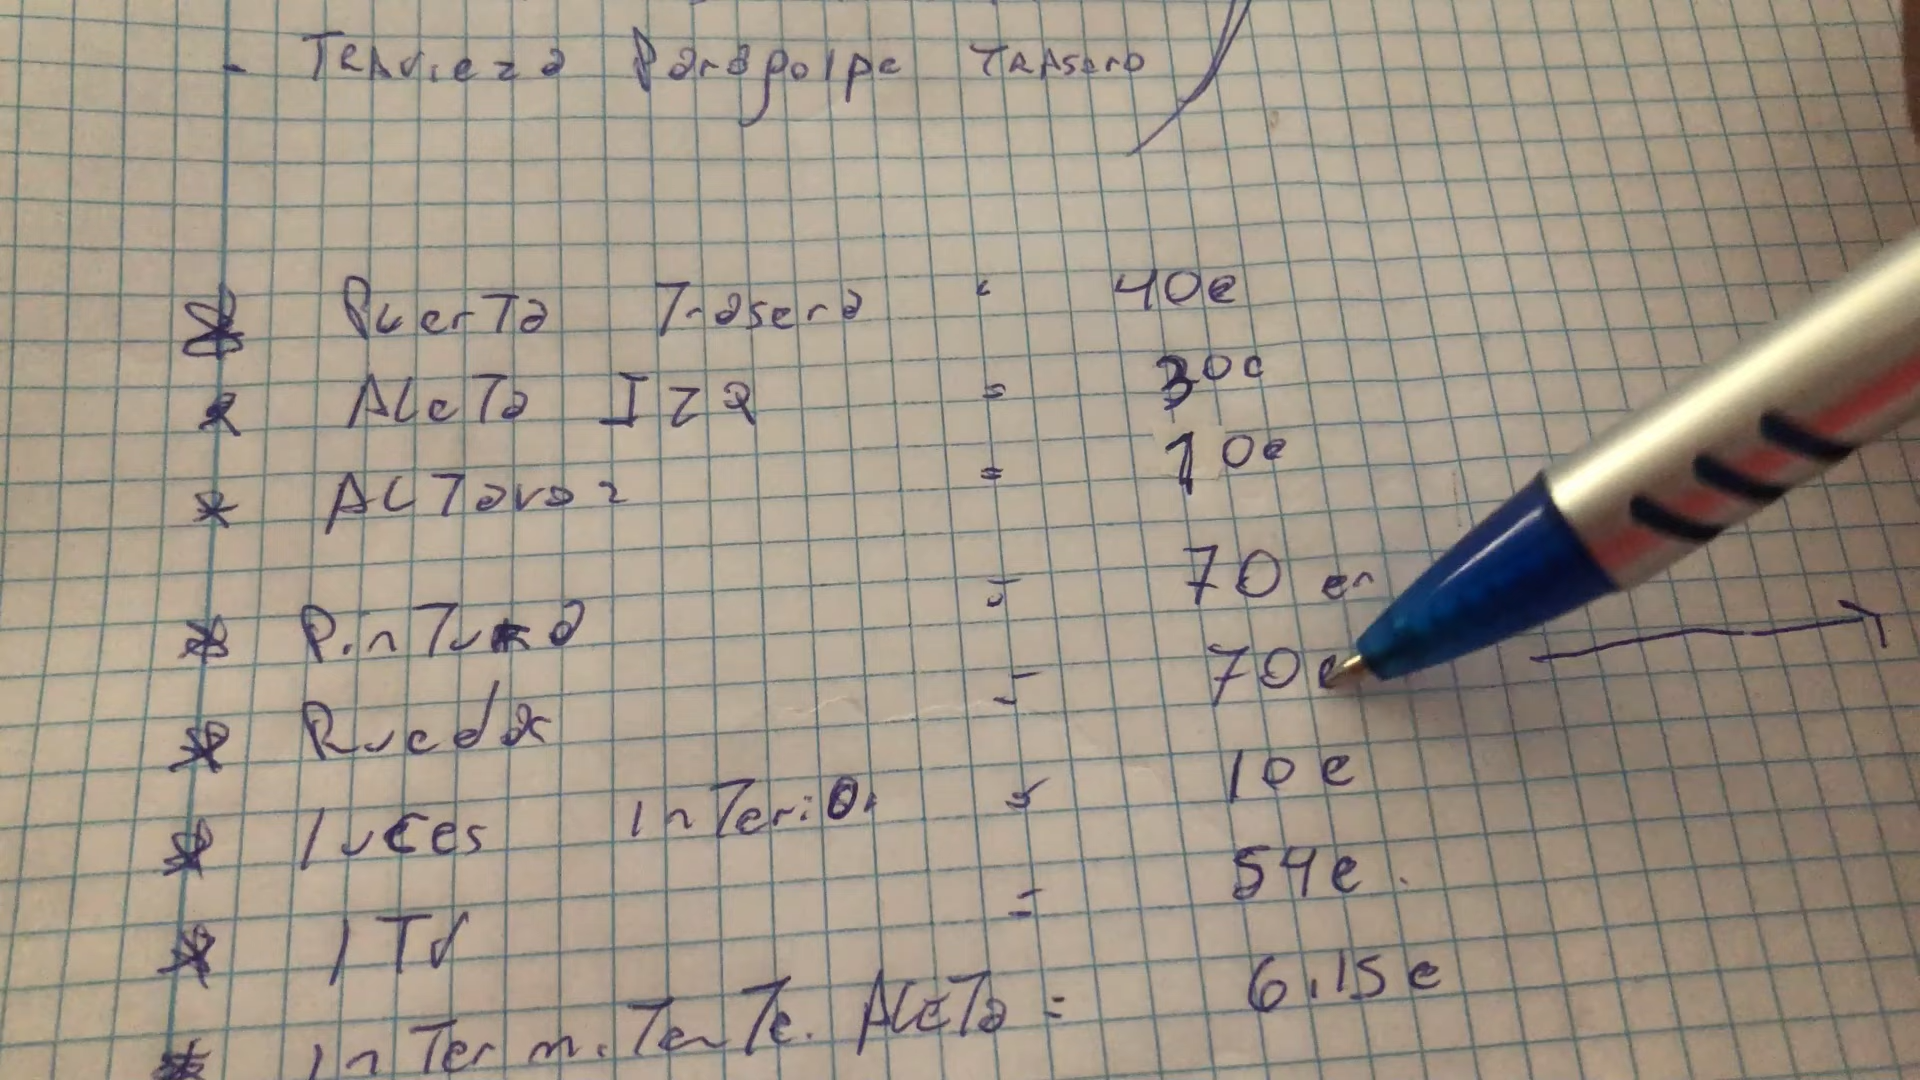 - TRAvieza Paragolpe TRAsero
* Puerta Trasera = 40e
* ALeTa IZQ = 30e
* ALTavoz = 10e
* PinTura = 70 en
* Rueda = 70e
* luces inTerior = 10e
* ITV = 54e.
* inTermiTenTe. ALeTa = 6.15e